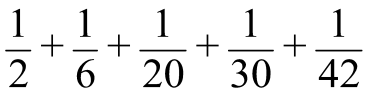 1/2 + 1/6 + 1/20 + 1/30 + 1/42